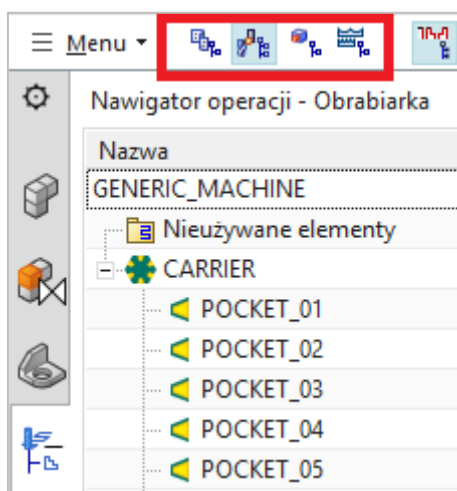 Menu
Nawigator operacji - Obrabiarka
Nazwa
GENERIC_MACHINE
Nieużywane elementy
CARRIER
POCKET_01
POCKET_02
POCKET_03
POCKET_04
POCKET_05